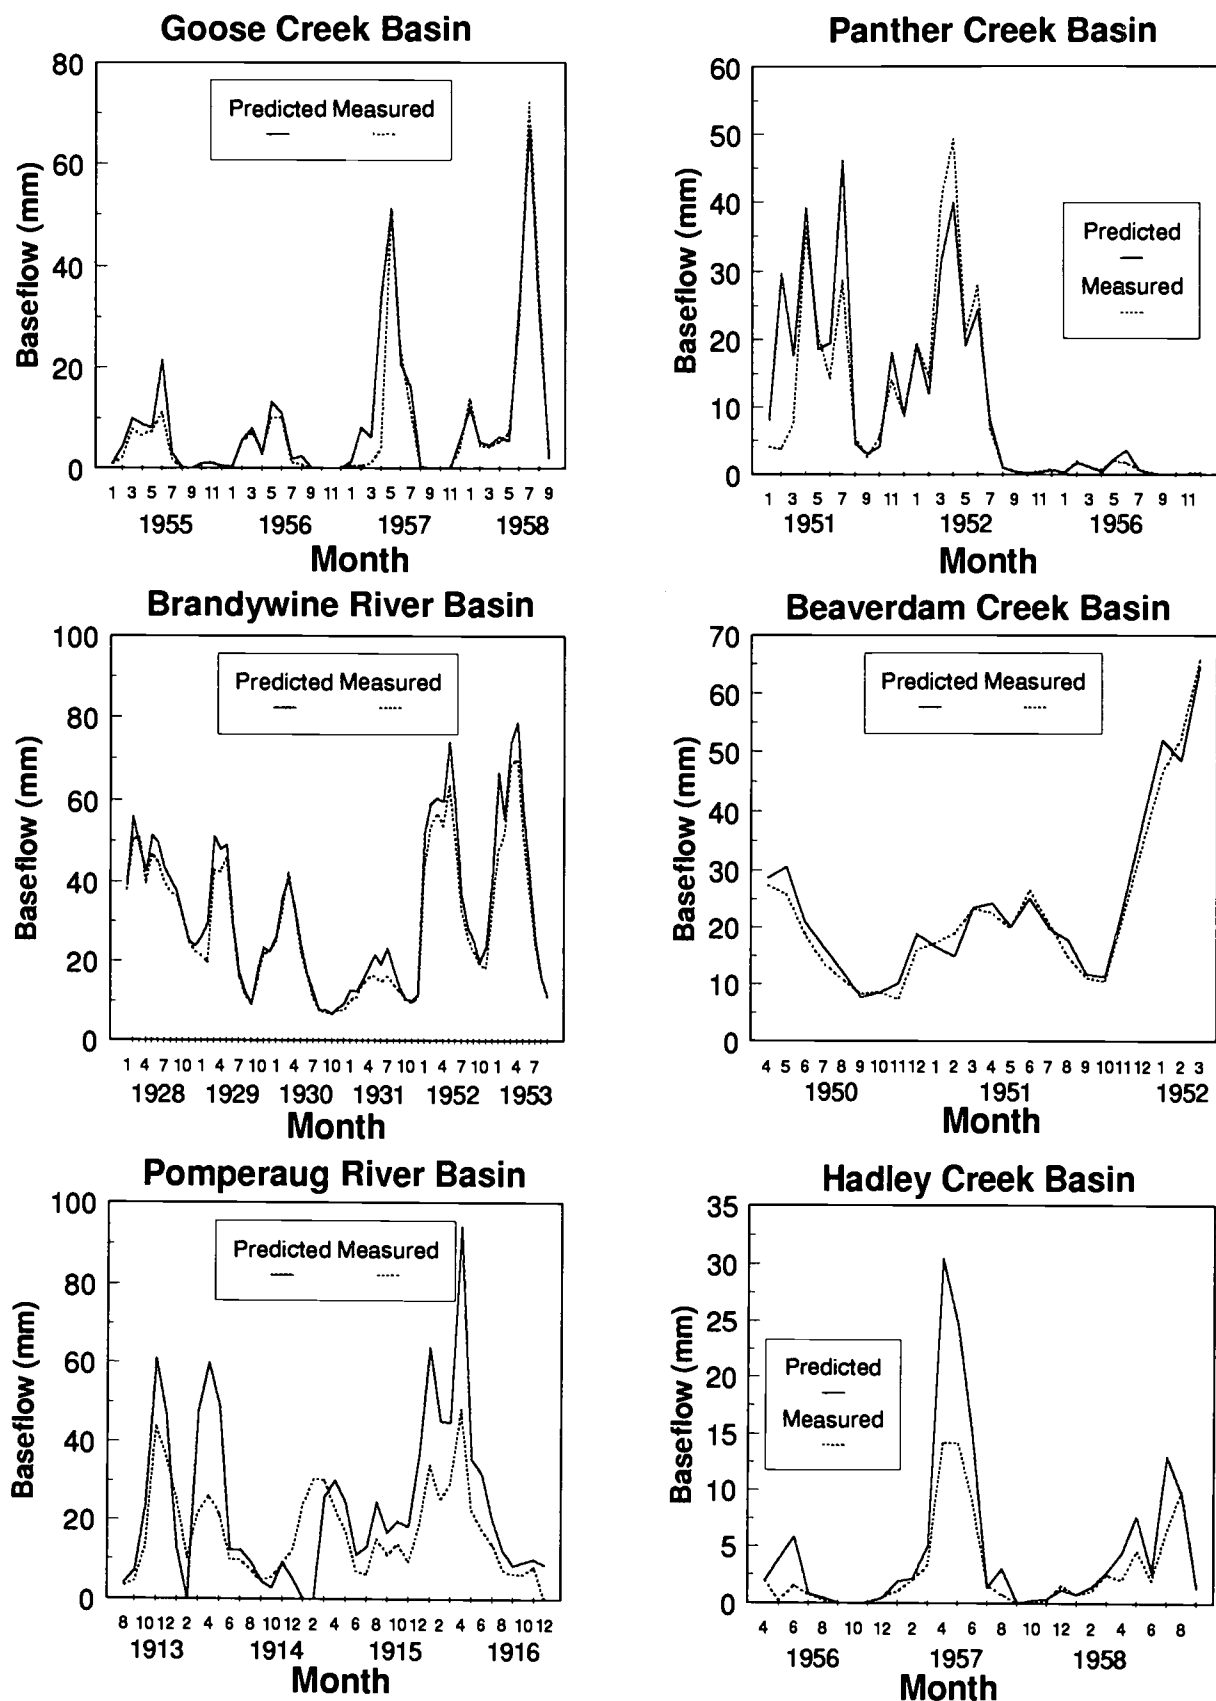 Goose Creek Basin
80
60
40
20
0
Baseflow (mm)
Predicted Measured
1 3 5 7 9 11 1 3 5 7 9 11 1 3 5 7 9 11 1 3 5 7 9
1955 1956 1957 1958
Month
Panther Creek Basin
60
50
40
30
20
10
0
Baseflow (mm)
Predicted
Measured
1 3 5 7 9 11 1 3 5 7 9 11 1 3 5 7 9 11
1951 1952 1956
Month
Brandywine River Basin
100
80
60
40
20
0
Baseflow (mm)
Predicted Measured
1 4 7 10 1 4 7 10 1 4 7 10 1 4 7 10 1 4 7 10 1 4 7
1928 1929 1930 1931 1952 1953
Month
Beaverdam Creek Basin
70
60
50
40
30
20
10
0
Baseflow (mm)
Predicted Measured
4 5 6 7 8 9 10 11 12 1 2 3 4 5 6 7 8 9 10 11 12 1 2 3
1950 1951 1952
Month
Pomperaug River Basin
100
80
60
40
20
0
Baseflow (mm)
Predicted Measured
8 10 12 2 4 6 8 10 12 2 4 6 8 10 12 2 4 6 8 10 12
1913 1914 1915 1916
Month
Hadley Creek Basin
35
30
25
20
15
10
5
0
Baseflow (mm)
Predicted
Measured
4 6 8 10 12 2 4 6 8 10 12 2 4 6 8
1956 1957 1958
Month